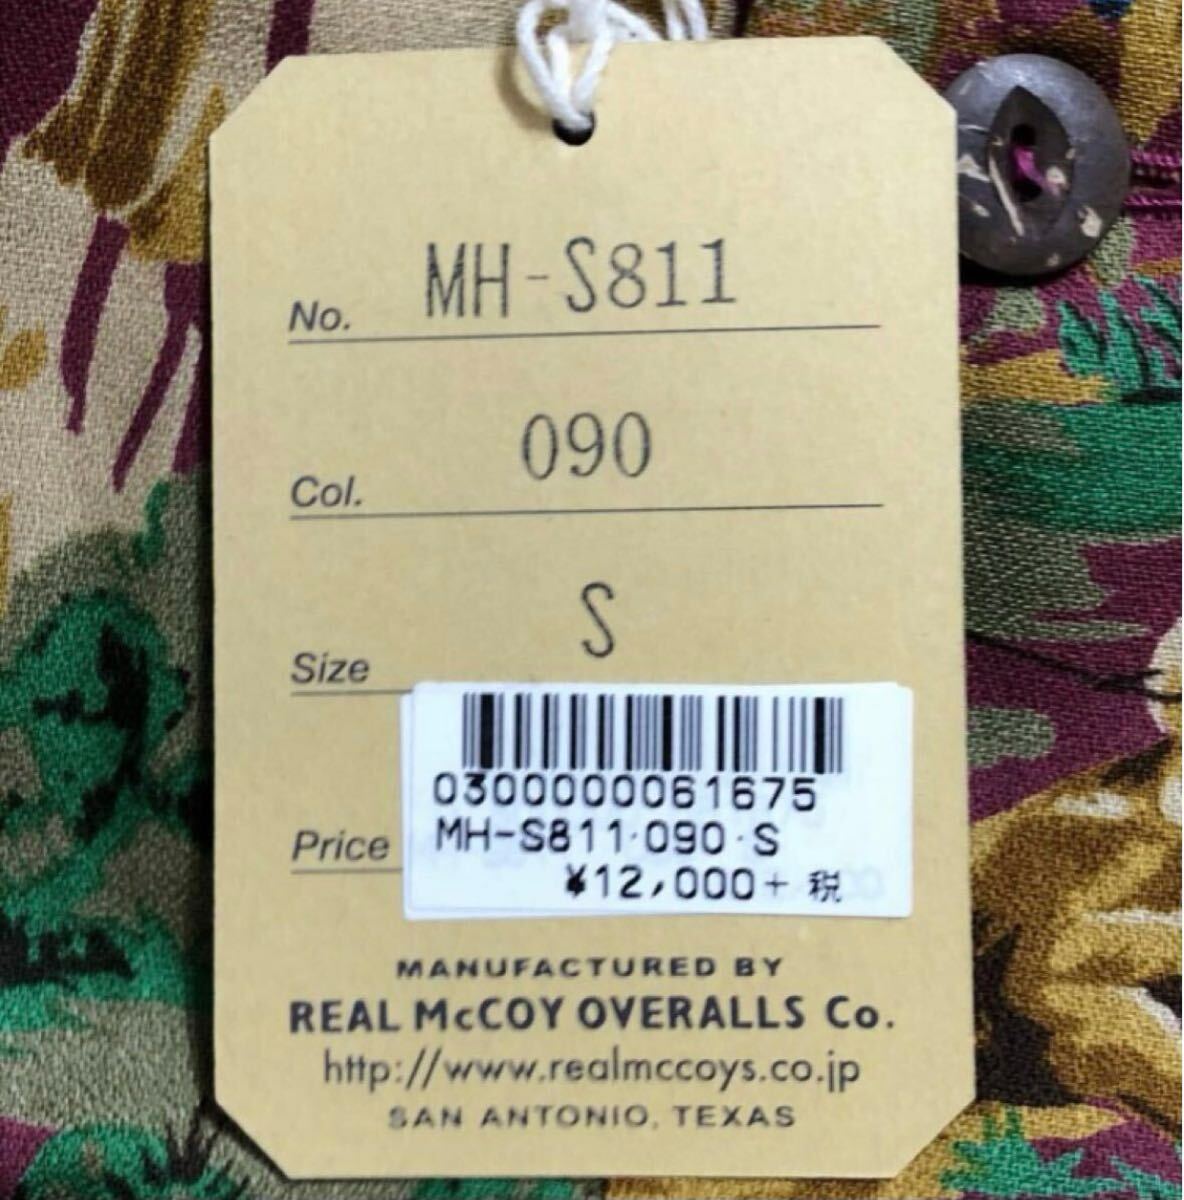 No. MH-S811
Col. 090
Size S
0300000061675
MH-S811・090・S
Price ¥12,000+ 税
MANUFACTURED BY
REAL McCOY OVERALLS Co.
http://www.realmccoys.co.jp
SAN ANTONIO, TEXAS